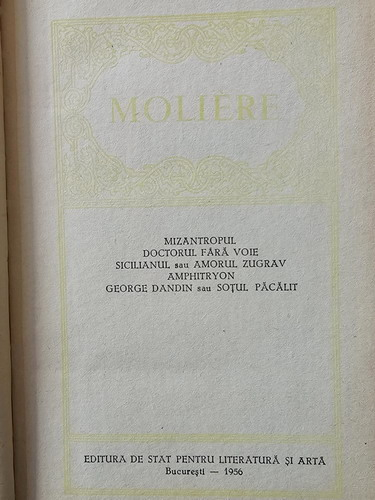 MOLIÈRE
MIZANTROPUL
DOCTORUL FĂRĂ VOIE
SICILIANUL sau AMORUL ZUGRAV
AMPHITRYON
GEORGE DANDIN sau SOȚUL PĂCĂLIT
EDITURA DE STAT PENTRU LITERATURĂ ȘI ARTĂ
București — 1956